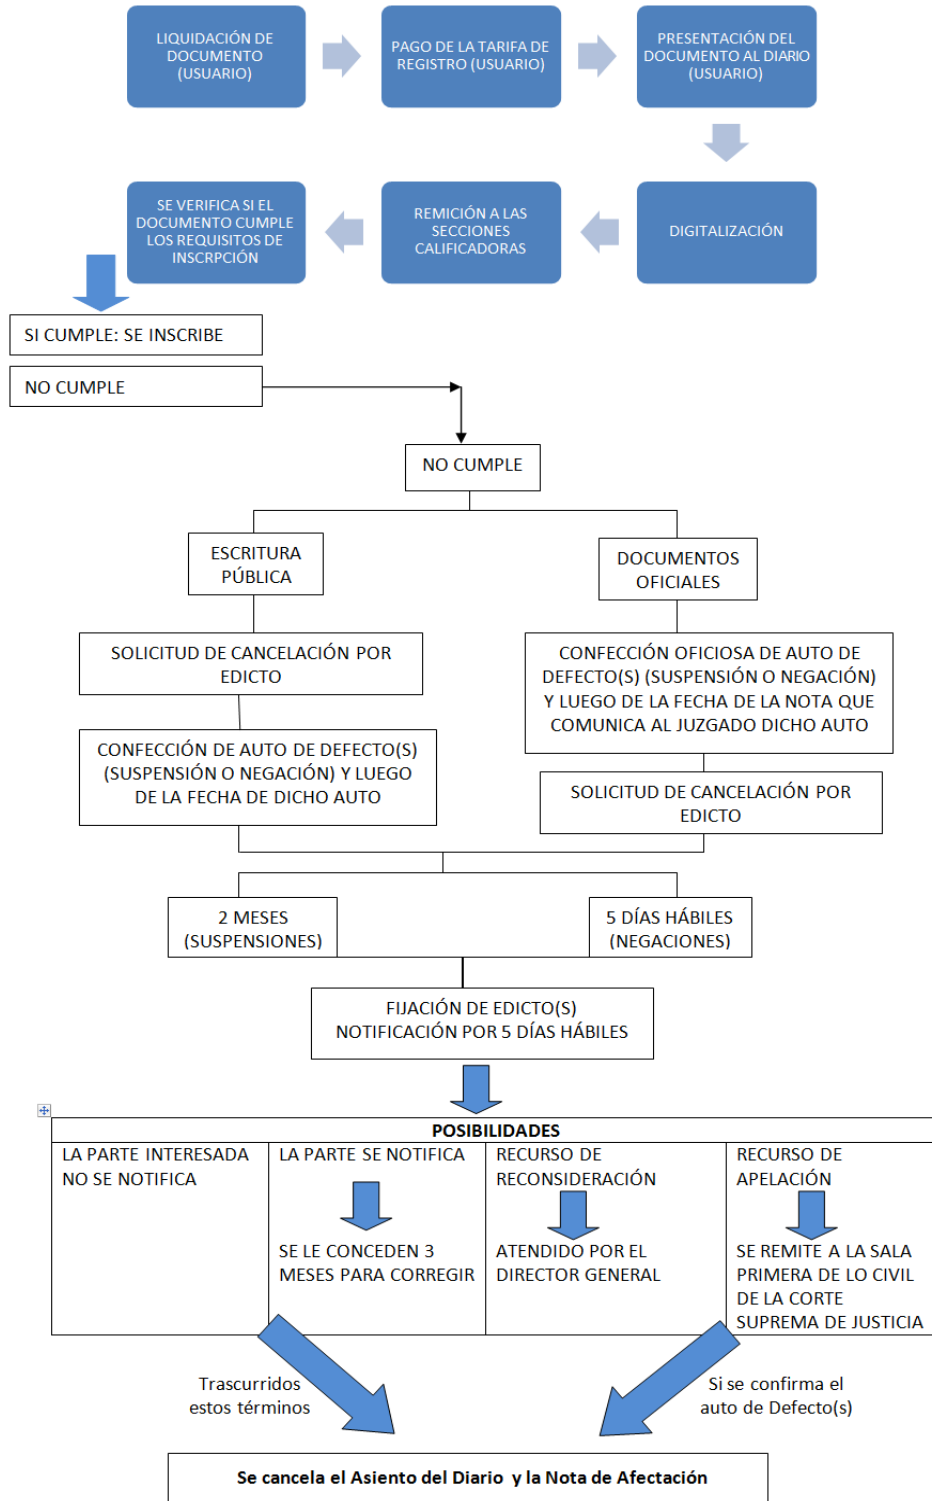 LIQUIDACIÓN DE
DOCUMENTO
(USUARIO)
PAGO DE LA TARIFA DE
REGISTRO (USUARIO)
PRESENTACIÓN DEL
DOCUMENTO AL DIARIO
(USUARIO)
DIGITALIZACIÓN
REMICIÓN A LAS
SECCIONES
CALIFICADORAS
SE VERIFICA SI EL
DOCUMENTO CUMPLE
LOS REQUISITOS DE
INSCRPCIÓN
SI CUMPLE: SE INSCRIBE
NO CUMPLE
NO CUMPLE
ESCRITURA
PÚBLICA
DOCUMENTOS
OFICIALES
SOLICITUD DE CANCELACIÓN POR
EDICTO
CONFECCIÓN OFICIOSA DE AUTO DE
DEFECTO(S) (SUSPENSIÓN O NEGACIÓN)
Y LUEGO DE LA FECHA DE LA NOTA QUE
COMUNICA AL JUZGADO DICHO AUTO
CONFECCIÓN DE AUTO DE DEFECTO(S)
(SUSPENSIÓN O NEGACIÓN) Y LUEGO
DE LA FECHA DE DICHO AUTO
SOLICITUD DE CANCELACIÓN POR
EDICTO
2 MESES
(SUSPENSIONES)
5 DÍAS HÁBILES
(NEGACIONES)
FIJACIÓN DE EDICTO(S)
NOTIFICACIÓN POR 5 DÍAS HÁBILES
POSIBILIDADES
LA PARTE INTERESADA
NO SE NOTIFICA
LA PARTE SE NOTIFICA
SE LE CONCEDEN 3
MESES PARA CORREGIR
RECURSO DE
RECONSIDERACIÓN
ATENDIDO POR EL
DIRECTOR GENERAL
RECURSO DE
APELACIÓN
SE REMITE A LA SALA
PRIMERA DE LO CIVIL
DE LA CORTE
SUPREMA DE JUSTICIA
Trascurridos
estos términos
Si se confirma el
auto de Defecto(s)
Se cancela el Asiento del Diario y la Nota de Afectación